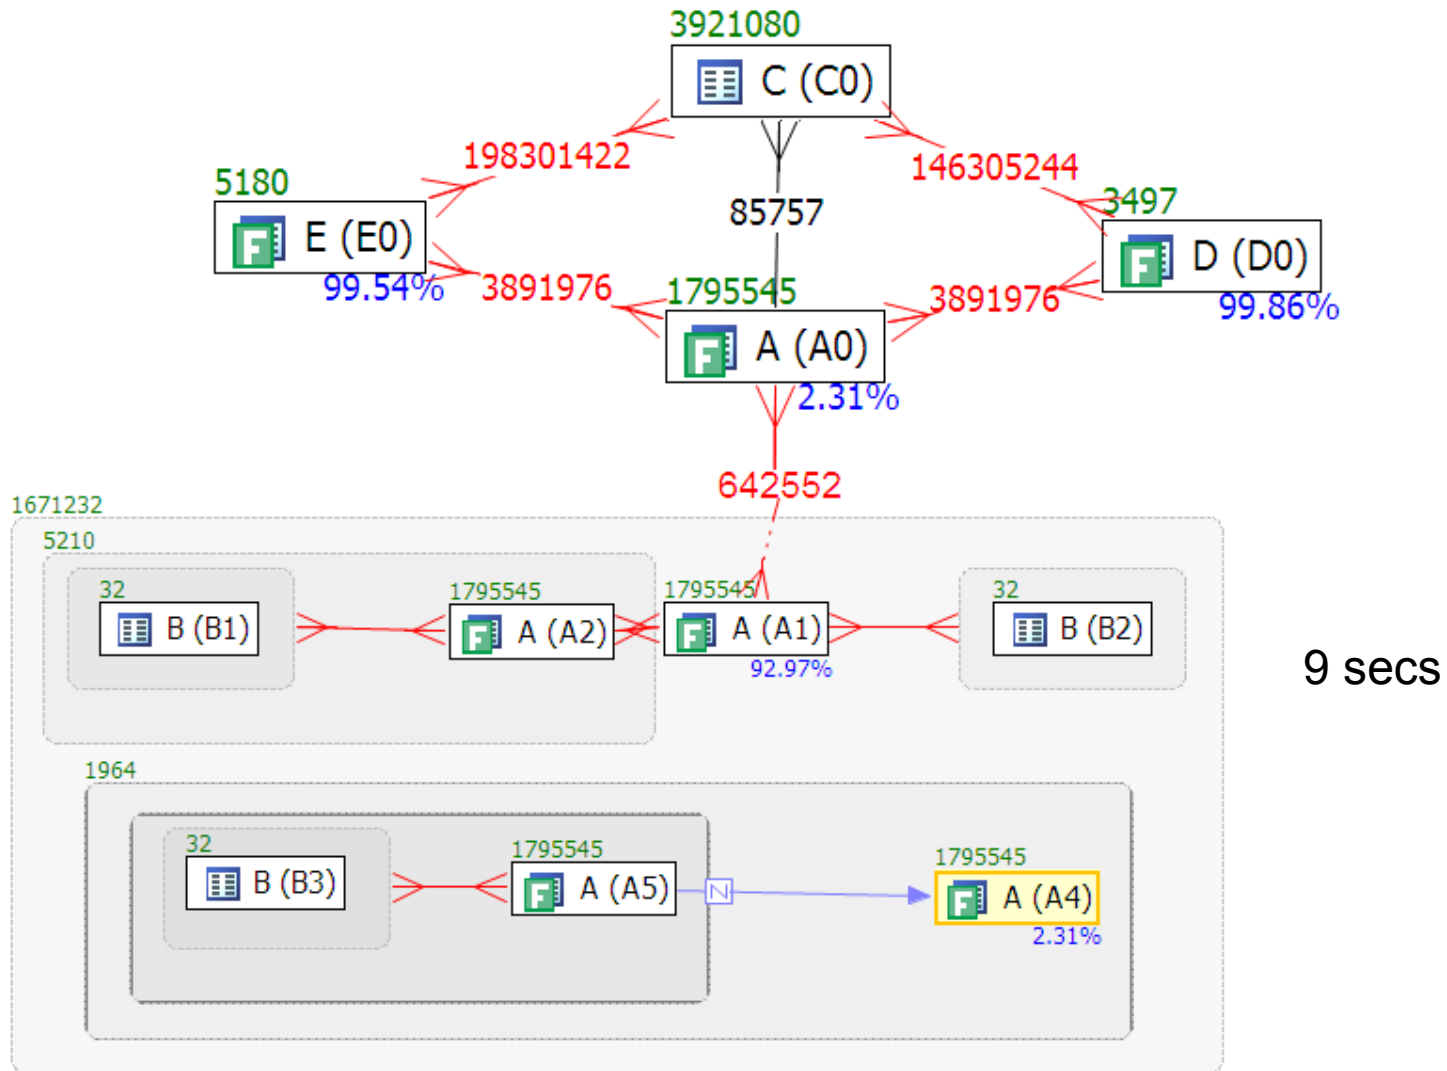 3921080
C (C0)
198301422
146305244
5180
E (E0)
99.54%
85757
3497
D (D0)
99.86%
3891976
1795545
3891976
A (A0)
2.31%
642552
1671232
5210
32
B (B1)
1795545
A (A2)
1795545
A (A1)
92.97%
32
B (B2)
9 secs
1964
32
B (B3)
1795545
A (A5)
N
1795545
A (A4)
2.31%